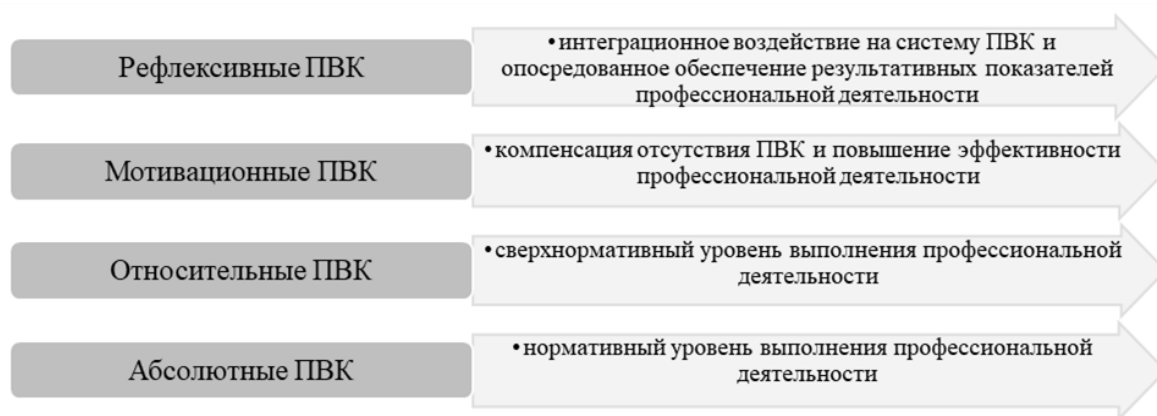 Рефлексивные ПВК
•интеграционное воздействие на систему ПВК и
опосредованное обеспечение результативных показателей
профессиональной деятельности
Мотивационные ПВК
•компенсация отсутствия ПВК и повышение эффективности
профессиональной деятельности
Относительные ПВК
•сверхнормативный уровень выполнения профессиональной
деятельности
Абсолютные ПВК
•нормативный уровень выполнения профессиональной
деятельности